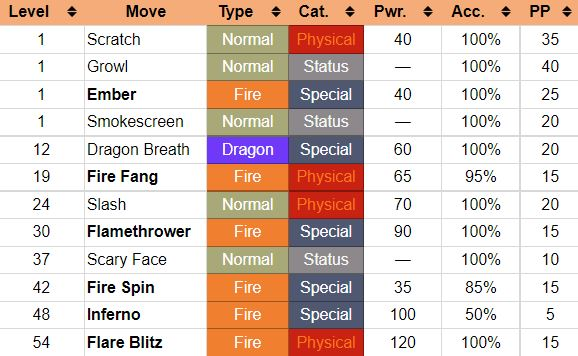 Level Move Type Cat. Pwr. Acc. PP
1 Scratch Normal Physical 40 100% 35
1 Growl Normal Status — 100% 40
1 Ember Fire Special 40 100% 25
1 Smokescreen Normal Status — 100% 20
12 Dragon Breath Dragon Special 60 100% 20
19 Fire Fang Fire Physical 65 95% 15
24 Slash Normal Physical 70 100% 20
30 Flamethrower Fire Special 90 100% 15
37 Scary Face Normal Status — 100% 10
42 Fire Spin Fire Special 35 85% 15
48 Inferno Fire Special 100 50% 5
54 Flare Blitz Fire Physical 120 100% 15